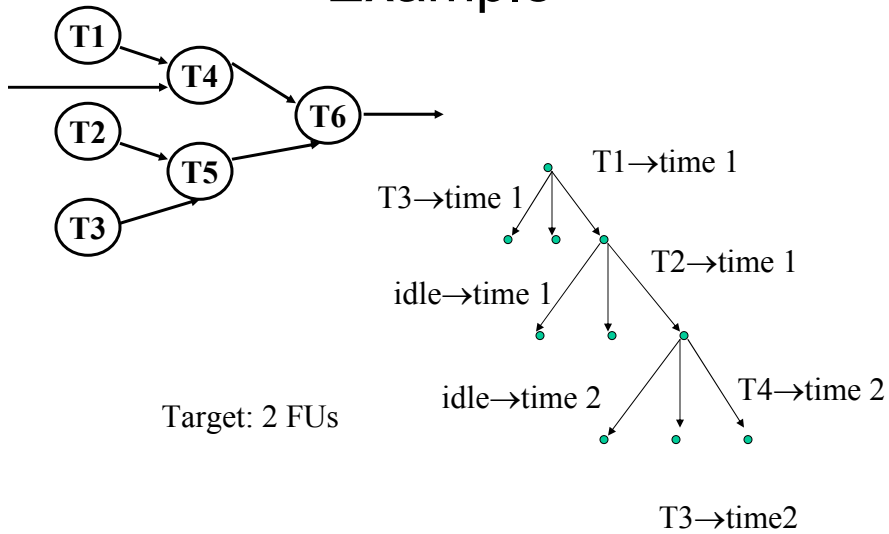 Example
T1
T4
T6
T2
T5
T3
T1→time 1
T3→time 1
T2→time 1
idle→time 1
T4→time 2
idle→time 2
Target: 2 FUs
T3→time2